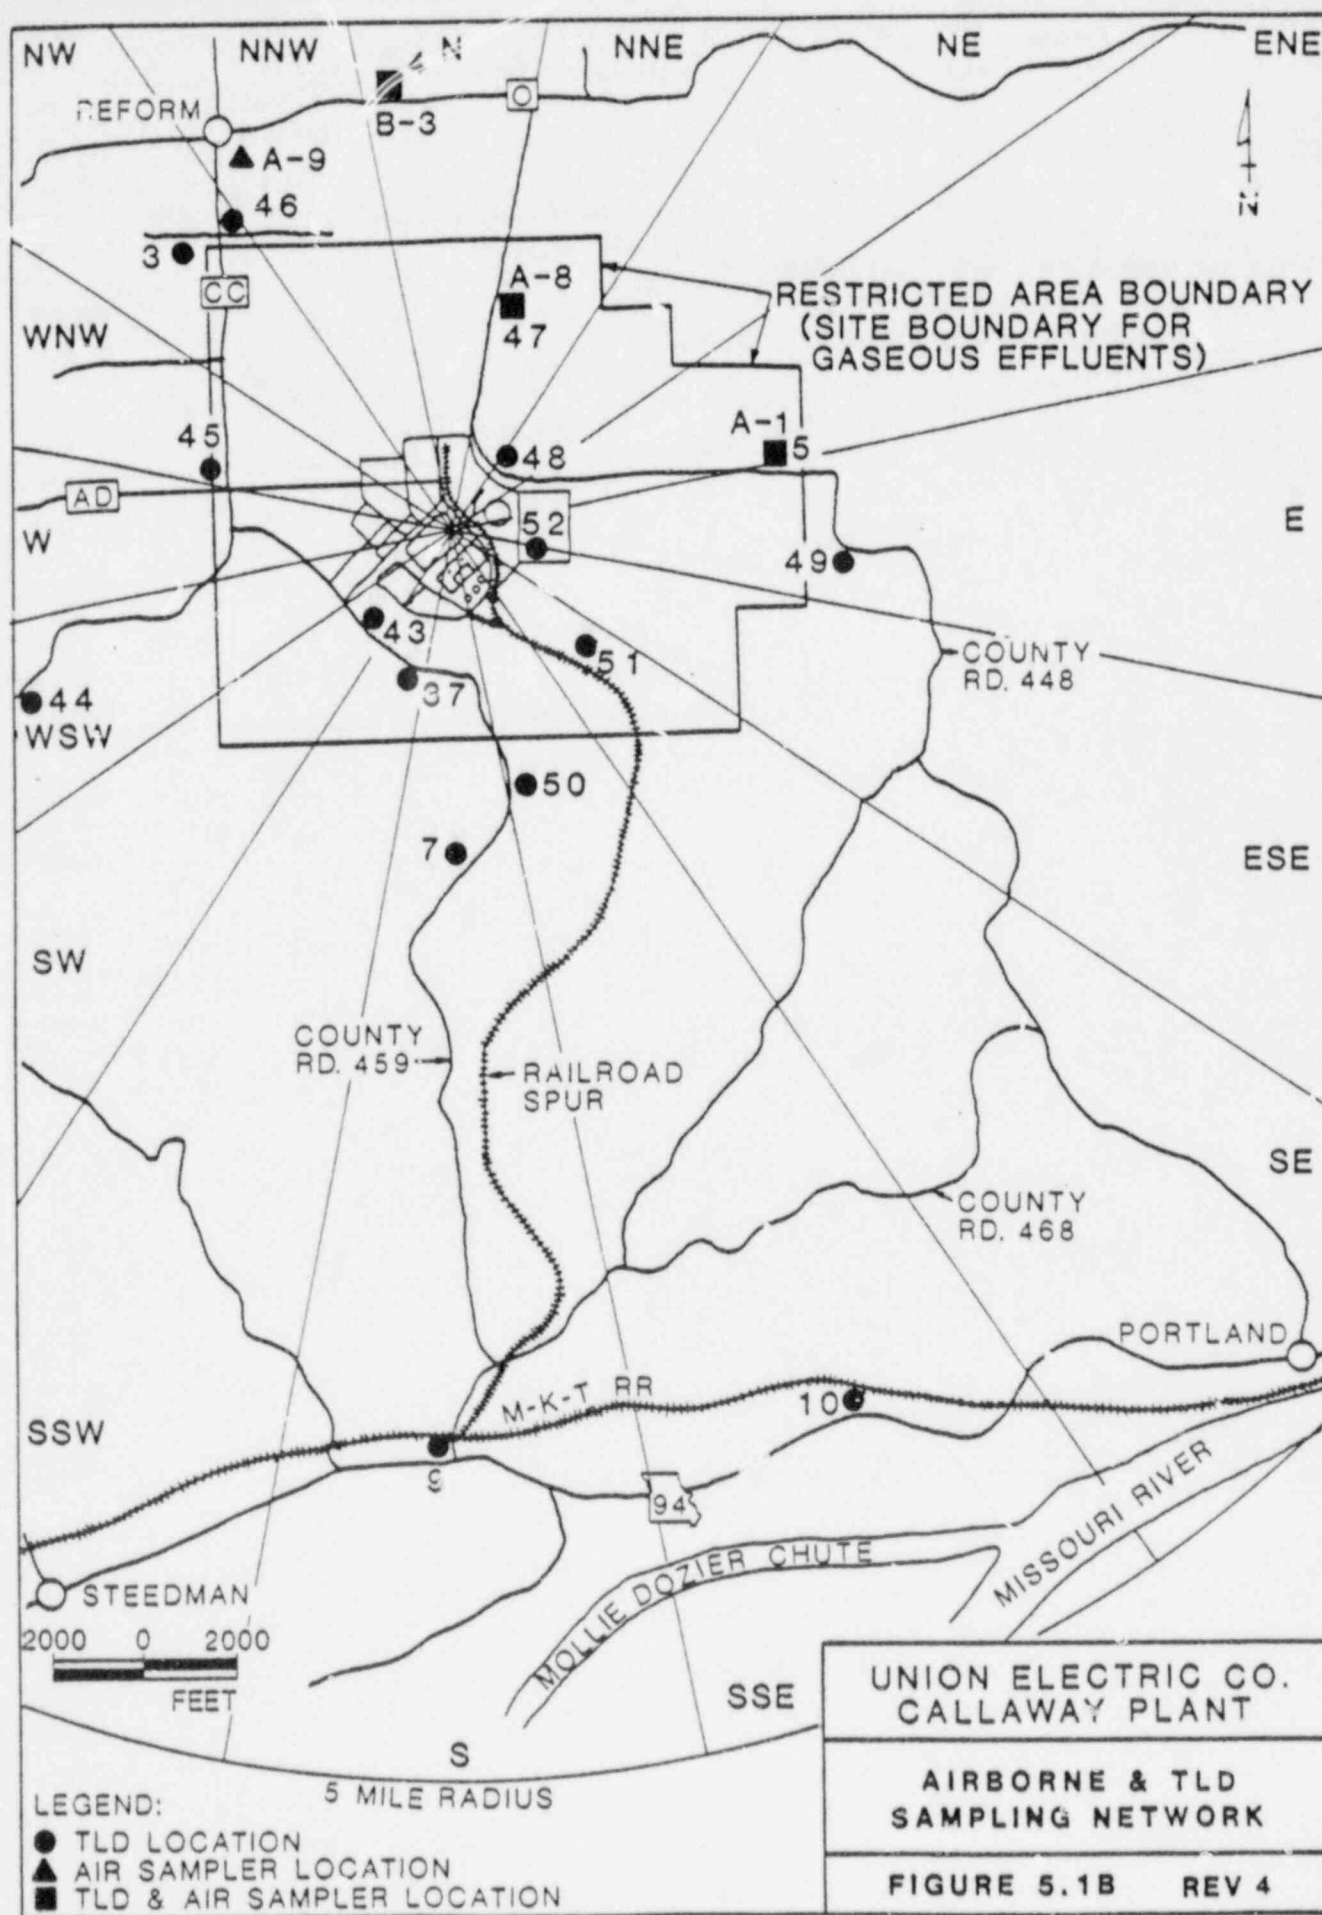 NW
NNW
N
NNE
NE
ENE
REFORM
O
B-3
A-9
46
N
3
CC
A-8
47
RESTRICTED AREA BOUNDARY
(SITE BOUNDARY FOR
GASEOUS EFFLUENTS)
WNW
45
A-1
5
48
AD
52
E
W
49
43
51
COUNTY
RD. 448
37
44
WSW
50
7
ESE
SW
COUNTY
RD. 459
RAILROAD
SPUR
SE
COUNTY
RD. 468
PORTLAND
M-K-T RR
10
SSW
9
94
MISSOURI RIVER
MOLLIE DOZIER CHUTE
STEEDMAN
2000 0 2000
FEET
SSE
S
5 MILE RADIUS
UNION ELECTRIC CO.
CALLAWAY PLANT
AIRBORNE & TLD
SAMPLING NETWORK
FIGURE 5.1B REV 4
LEGEND:
TLD LOCATION
AIR SAMPLER LOCATION
TLD & AIR SAMPLER LOCATION